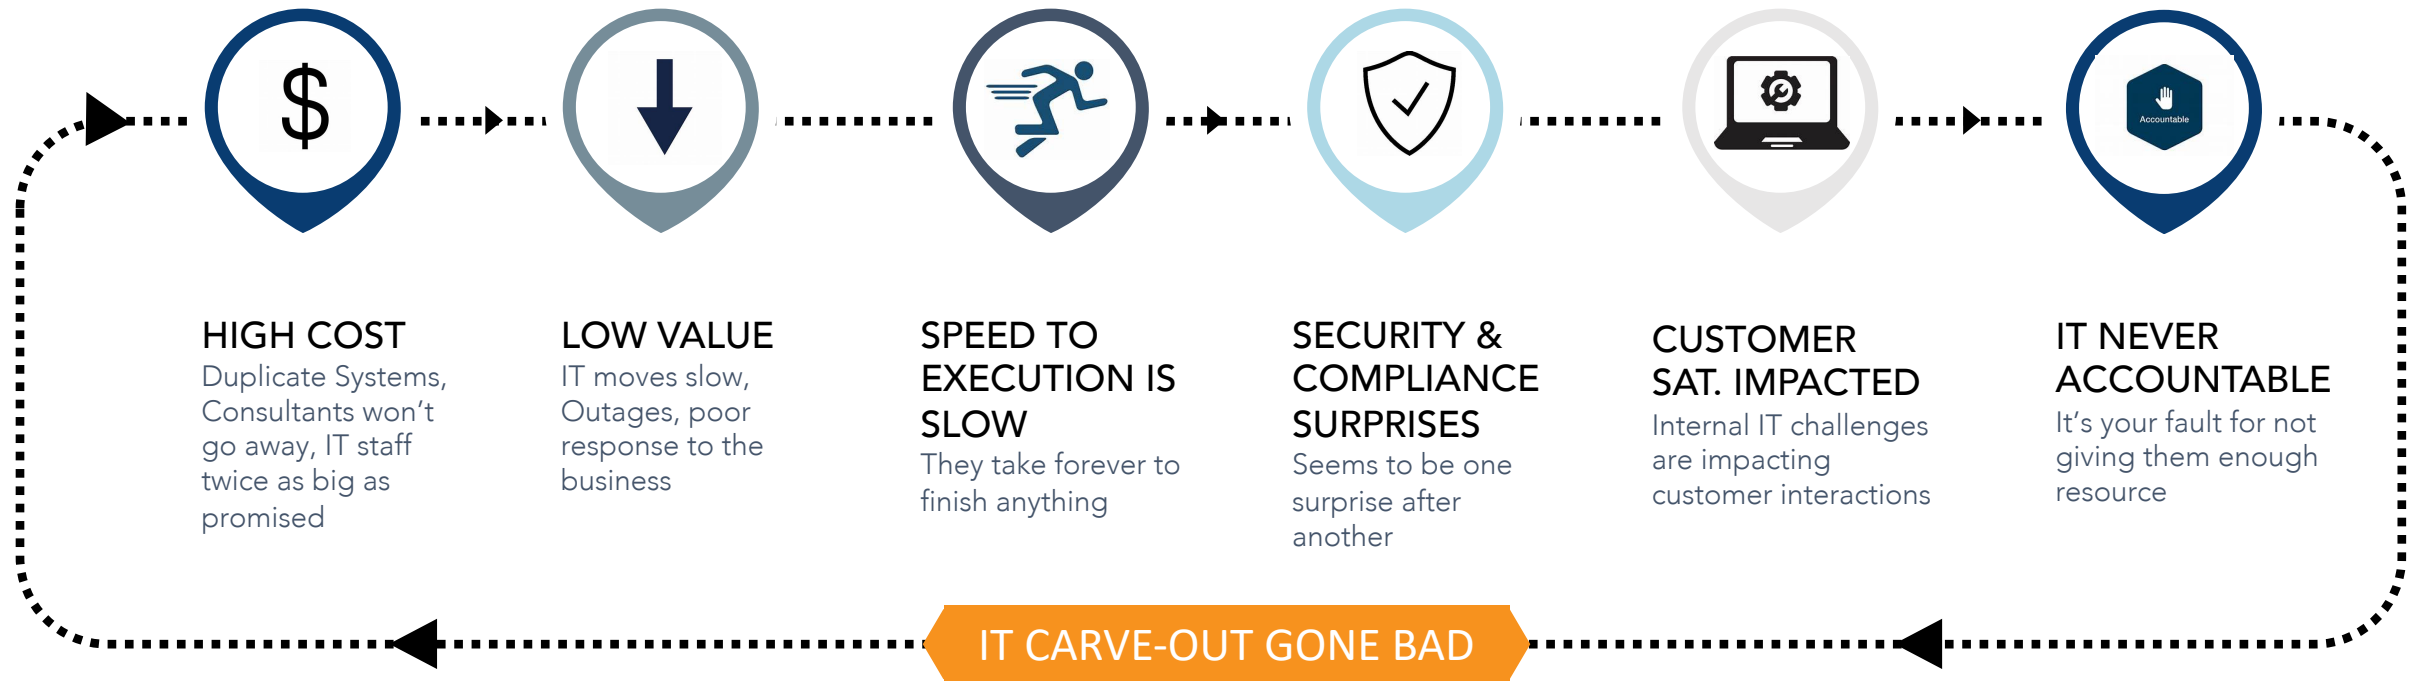 $
Accountable
HIGH COST
Duplicate Systems,
Consultants won't
go away, IT staff
twice as big as
promised
LOW VALUE
IT moves slow,
Outages, poor
response to the
business
SPEED TO
EXECUTION IS
SLOW
They take forever to
finish anything
SECURITY &
COMPLIANCE
SURPRISES
Seems to be one
surprise after
another
CUSTOMER
SAT. IMPACTED
Internal IT challenges
are impacting
customer interactions
IT NEVER
ACCOUNTABLE
It's your fault for not
giving them enough
resource
IT CARVE-OUT GONE BAD